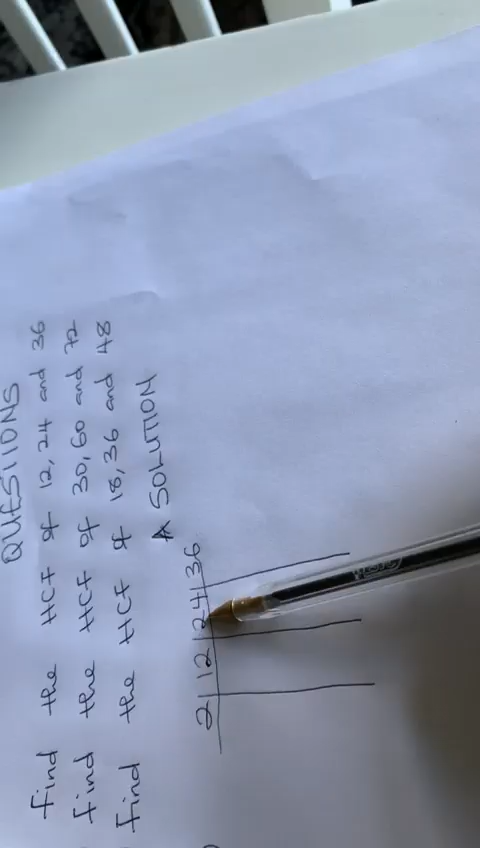 QUESTIONS
find the HCF of 12, 24 and 36
find the HCF of 30, 60 and 72
find the HCF of 18, 36 and 48
A SOLUTION
2 12 24 36